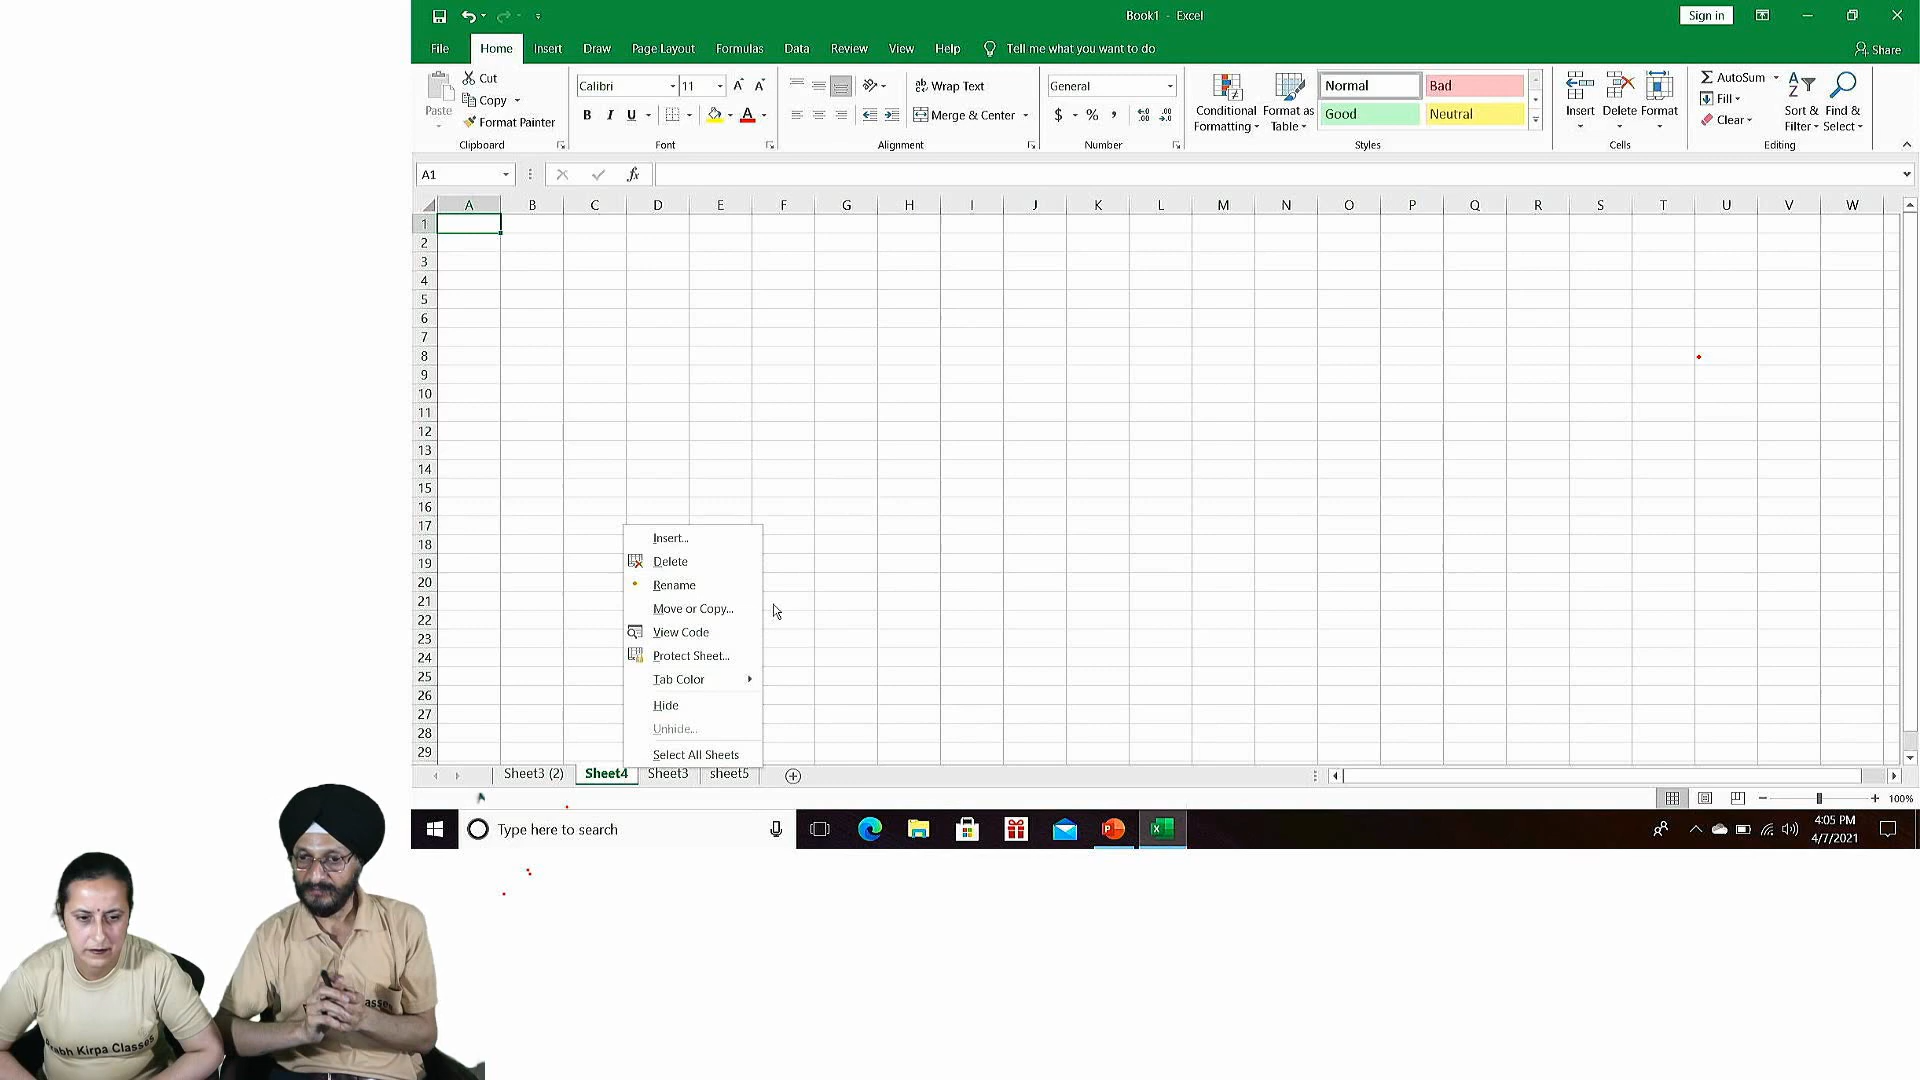 Book1 - Excel
Sign in
File Home Insert Draw Page Layout Formulas Data Review View Help Tell me what you want to do
Share
Paste
Cut
Copy
Format Painter
Clipboard
Calibri 11
B I U
Font
Wrap Text
Merge & Center
Alignment
General
$ % ,
Number
Conditional Formatting
Format as Table
Normal Bad
Good Neutral
Styles
Insert Delete Format
Cells
AutoSum
Fill
Clear
Sort & Filter
Find & Select
Editing
A1 fx
A B C D E F G H I J K L M N O P Q R S T U V W
1
2
3
4
5
6
7
8
9
10
11
12
13
14
15
16
17
18
19
20
21
22
23
24
25
26
27
28
29
Insert...
Delete
Rename
Move or Copy...
View Code
Protect Sheet...
Tab Color
Hide
Unhide...
Select All Sheets
Sheet3 (2) Sheet4 Sheet3 sheet5
100%
Type here to search
4:05 PM
4/7/2021
Kirpa Classes